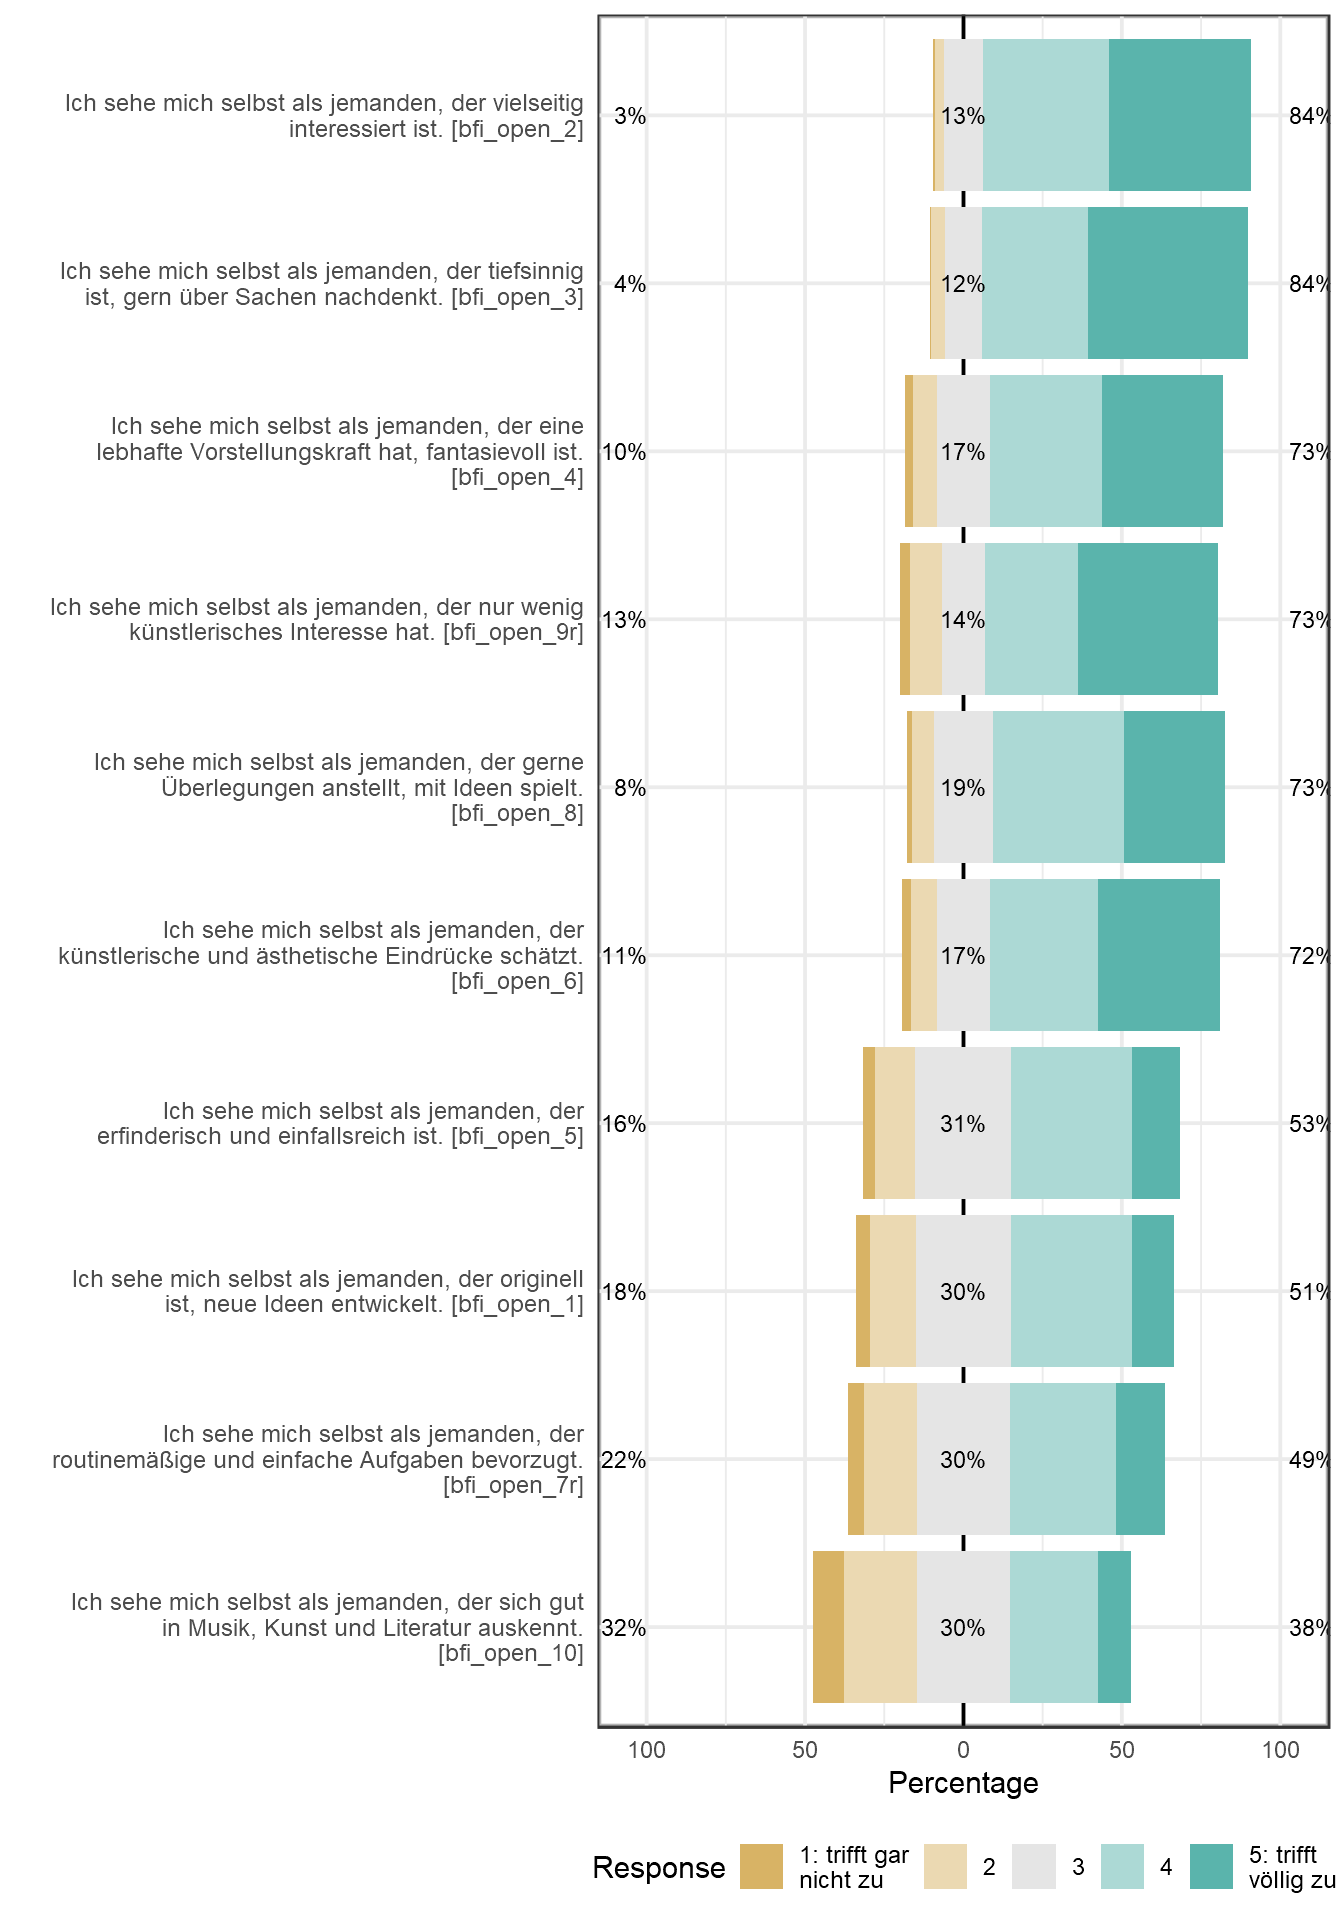 Ich sehe mich selbst als jemanden, der vielseitig
interessiert ist. [bfi_open_2]
3%
13%
84%
Ich sehe mich selbst als jemanden, der tiefsinnig
ist, gern über Sachen nachdenkt. [bfi_open_3]
4%
12%
84%
Ich sehe mich selbst als jemanden, der eine
lebhafte Vorstellungskraft hat, fantasievoll ist.
[bfi_open_4]
10%
17%
73%
Ich sehe mich selbst als jemanden, der nur wenig
künstlerisches Interesse hat. [bfi_open_9r]
13%
14%
73%
Ich sehe mich selbst als jemanden, der gerne
Überlegungen anstellt, mit Ideen spielt.
[bfi_open_8]
8%
19%
73%
Ich sehe mich selbst als jemanden, der
künstlerische und ästhetische Eindrücke schätzt.
[bfi_open_6]
11%
17%
72%
Ich sehe mich selbst als jemanden, der
erfinderisch und einfallsreich ist. [bfi_open_5]
16%
31%
53%
Ich sehe mich selbst als jemanden, der originell
ist, neue Ideen entwickelt. [bfi_open_1]
18%
30%
51%
Ich sehe mich selbst als jemanden, der
routinemäßige und einfache Aufgaben bevorzugt.
[bfi_open_7r]
22%
30%
49%
Ich sehe mich selbst als jemanden, der sich gut
in Musik, Kunst und Literatur auskennt.
[bfi_open_10]
32%
30%
38%
100 50 0 50 100
Percentage
Response
1: trifft gar
nicht zu
2
3
4
5: trifft
völlig zu